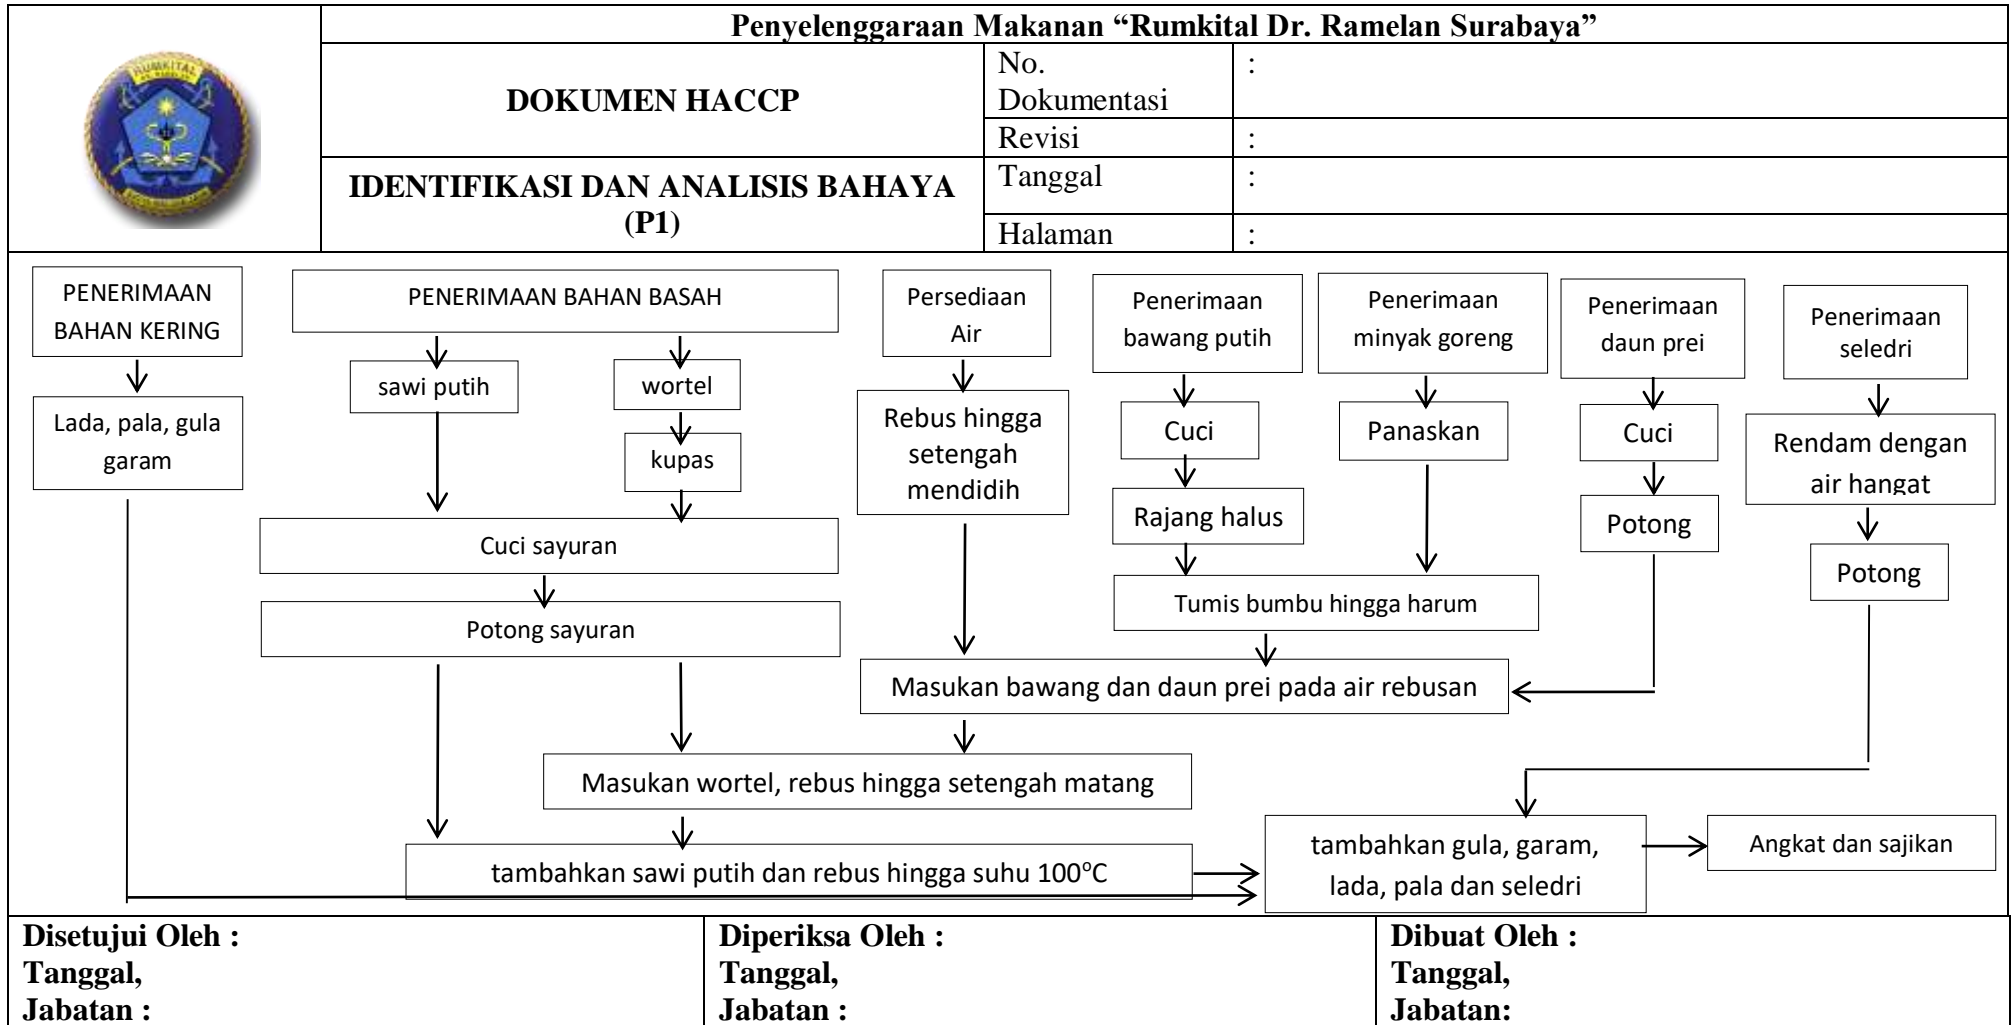 Penyelenggaraan Makanan “Rumkital Dr. Ramelan Surabaya”
RUMKITAL
DOKUMEN HACCP
No.
Dokumentasi
:
Revisi
:
IDENTIFIKASI DAN ANALISIS BAHAYA
(P1)
Tanggal
:
Halaman
:
PENERIMAAN
BAHAN KERING
PENERIMAAN BAHAN BASAH
Persediaan
Air
Penerimaan
bawang putih
Penerimaan
minyak goreng
Penerimaan
daun prei
Penerimaan
seledri
Lada, pala, gula
garam
sawi putih
wortel
kupas
Rebus hingga
setengah
mendidih
Cuci
Panaskan
Cuci
Rendam dengan
air hangat
Rajang halus
Potong
Potong
Cuci sayuran
Tumis bumbu hingga harum
Potong sayuran
Masukan bawang dan daun prei pada air rebusan
Masukan wortel, rebus hingga setengah matang
tambahkan sawi putih dan rebus hingga suhu 100°C
tambahkan gula, garam,
lada, pala dan seledri
Angkat dan sajikan
Disetujui Oleh :
Tanggal,
Jabatan :
Diperiksa Oleh :
Tanggal,
Jabatan :
Dibuat Oleh :
Tanggal,
Jabatan: